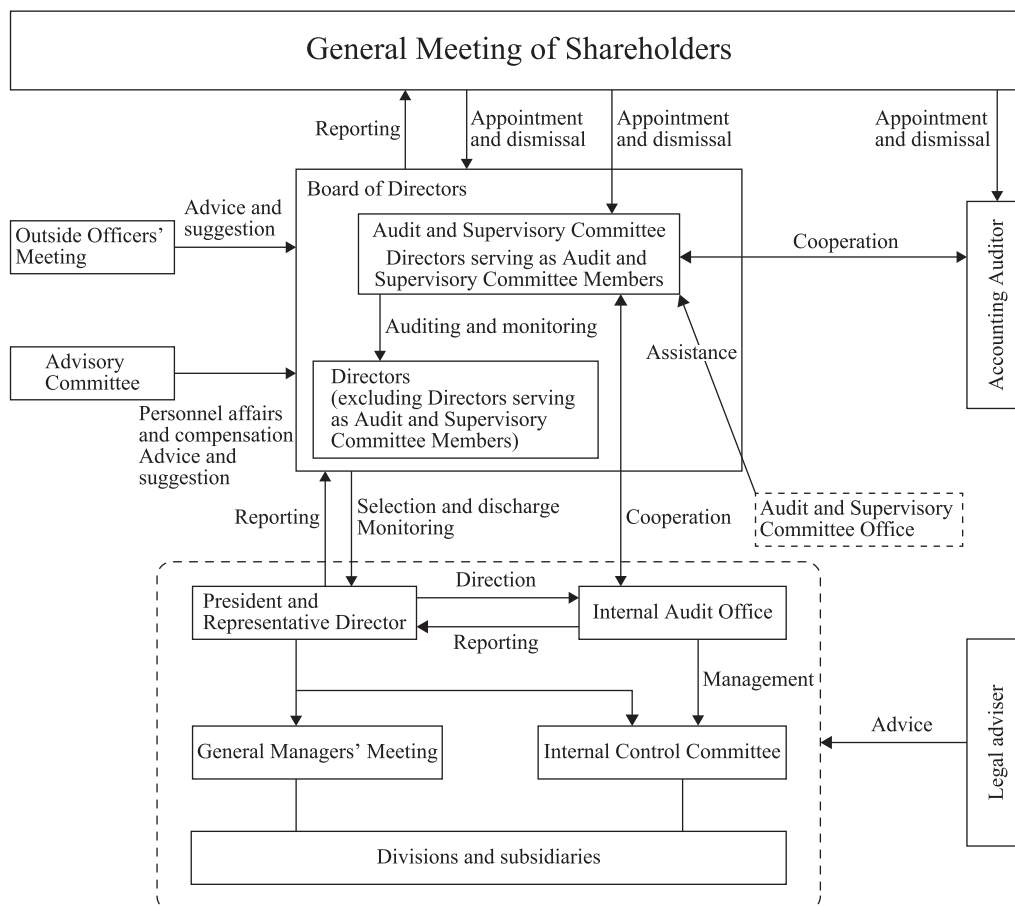 General Meeting of Shareholders
Reporting
Appointment
and dismissal
Appointment
and dismissal
Appointment
and dismissal
Board of Directors
Outside Officers’
Meeting
Advice and
suggestion
Audit and Supervisory Committee
Directors serving as Audit and
Supervisory Committee Members
Cooperation
Accounting Auditor
Auditing and monitoring
Assistance
Advisory
Committee
Personnel affairs
and compensation
Advice and
suggestion
Directors
(excluding Directors serving
as Audit and Supervisory
Committee Members)
Reporting
Selection and discharge
Monitoring
Cooperation
Audit and Supervisory
Committee Office
President and
Representative Director
Direction
Reporting
Internal Audit Office
Management
General Managers’ Meeting
Internal Control Committee
Advice
Legal adviser
Divisions and subsidiaries